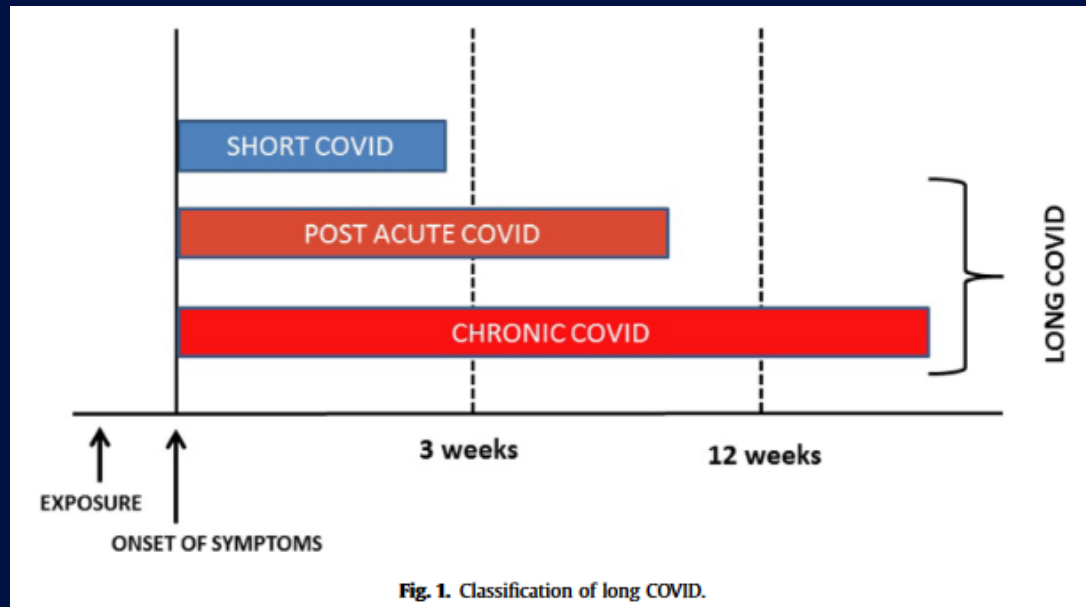 SHORT COVID
POST ACUTE COVID
CHRONIC COVID
LONG COVID
3 weeks
12 weeks
EXPOSURE
ONSET OF SYMPTOMS
Fig. 1. Classification of long COVID.